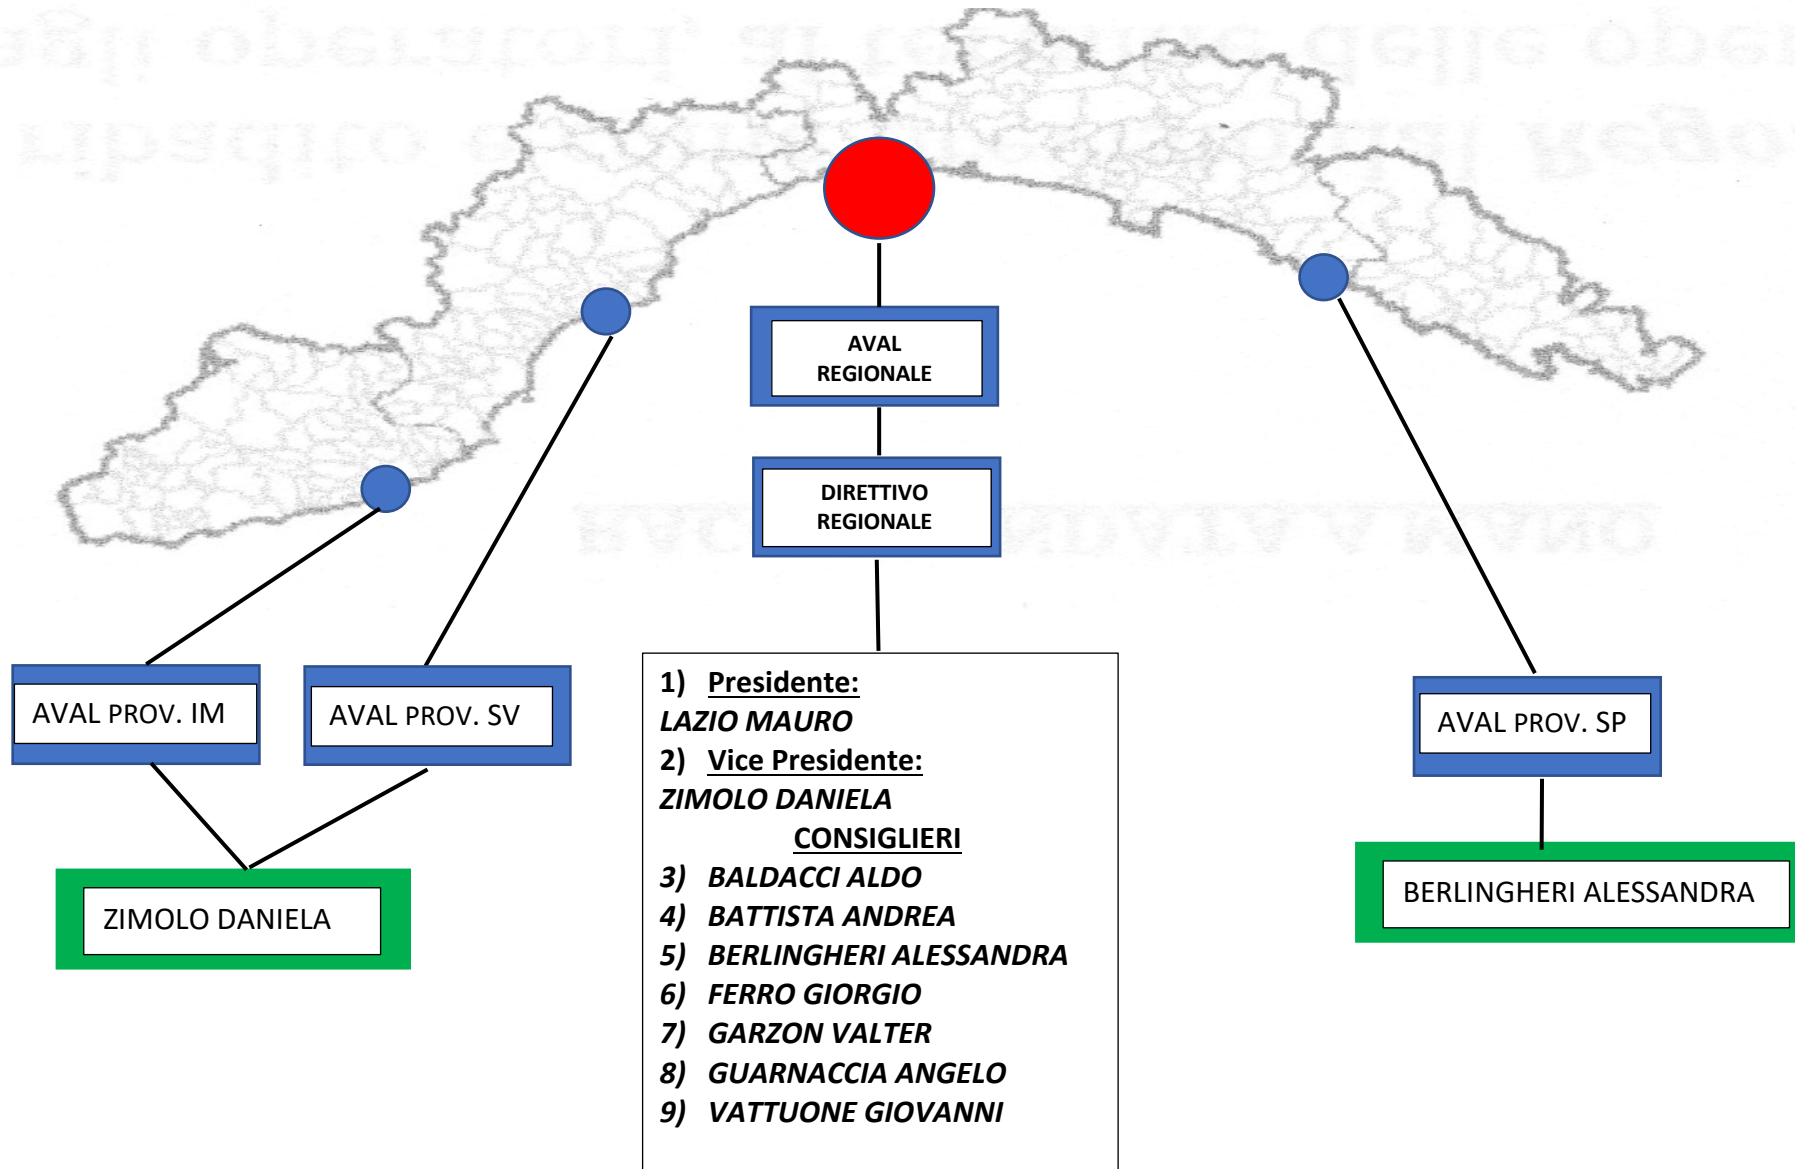 AVAL
REGIONALE
DIRETTIVO
REGIONALE
AVAL PROV. IM
AVAL PROV. SV
AVAL PROV. SP
ZIMOLO DANIELA
BERLINGHERI ALESSANDRA
1) Presidente:
LAZIO MAURO
2) Vice Presidente:
ZIMOLO DANIELA
CONSIGLIERI
3) BALDACCI ALDO
4) BATTISTA ANDREA
5) BERLINGHERI ALESSANDRA
6) FERRO GIORGIO
7) GARZON VALTER
8) GUARNACCIA ANGELO
9) VATTUONE GIOVANNI